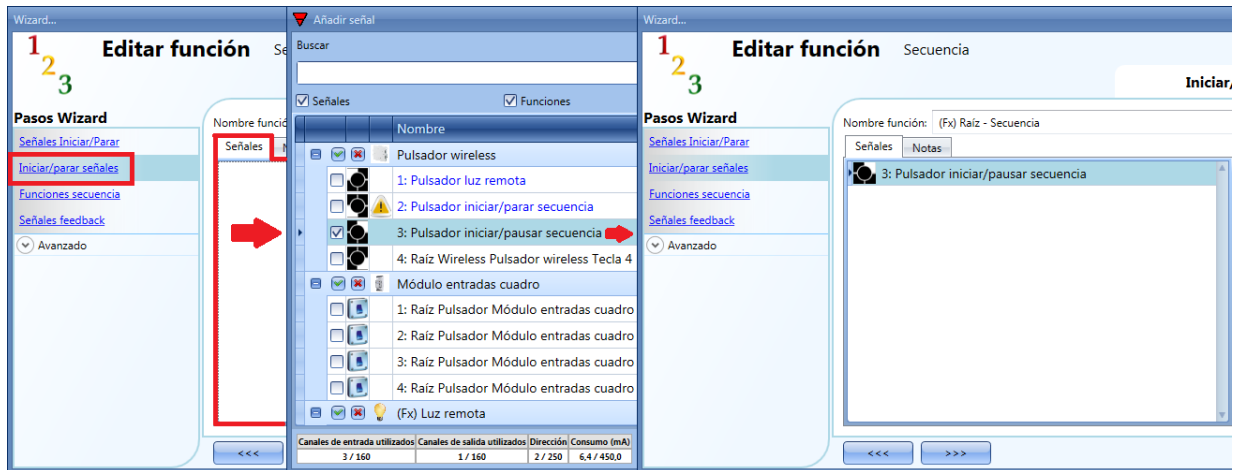 Wizard...
1
2
3
Editar función
Pasos Wizard
Señales Iniciar/Parar
Iniciar/parar señales
Funciones secuencia
Señales feedback
Avanzado
Nombre
Señales
<<<
Añadir señal
Buscar
Señales
Funciones
Nombre
Pulsador wireless
1: Pulsador luz remota
2: Pulsador iniciar/parar secuencia
3: Pulsador iniciar/pausar secuencia
4: Raíz Wireless Pulsador wireless Tecla 4
Módulo entradas cuadro
1: Raíz Pulsador Módulo entradas cuadro
2: Raíz Pulsador Módulo entradas cuadro
3: Raíz Pulsador Módulo entradas cuadro
4: Raíz Pulsador Módulo entradas cuadro
(Fx) Luz remota
Canales de entrada utilizados Canales de salida utilizados Dirección Consumo (mA)
3 / 160 1 / 160 2 / 250 6,4 / 450,0
Wizard...
1
2
3
Editar función Secuencia
Iniciar/
Pasos Wizard
Señales Iniciar/Parar
Iniciar/parar señales
Funciones secuencia
Señales feedback
Avanzado
Nombre función: (Fx) Raíz - Secuencia
Señales Notas
3: Pulsador iniciar/pausar secuencia
<<< >>>